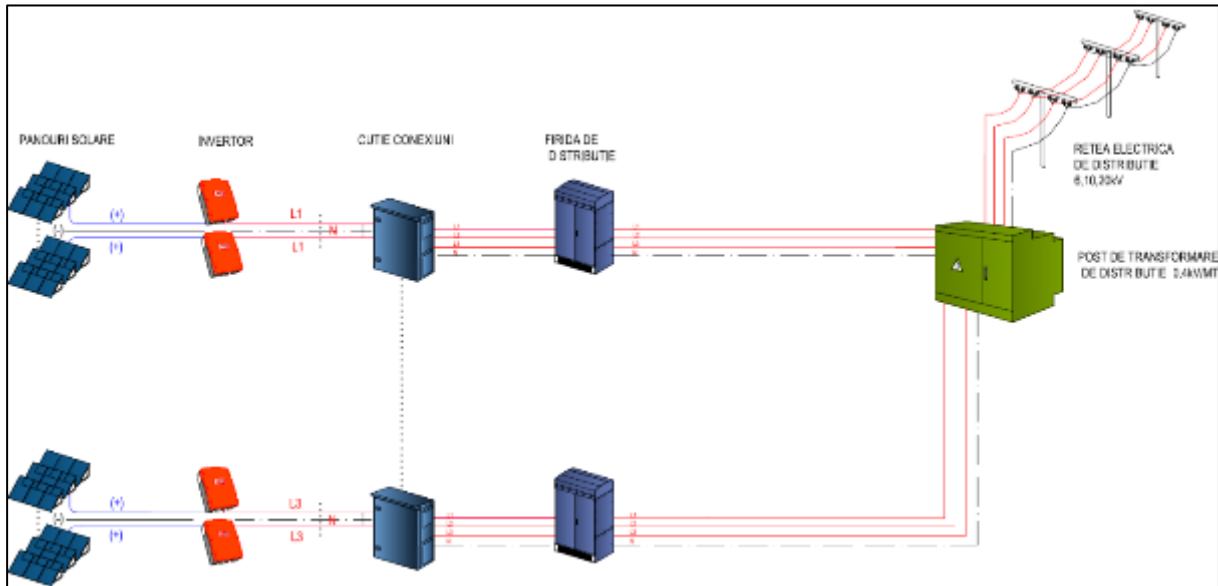 PANOURI SOLARE
INVERTOR
CUTIE CONEXIUNI
FIRIDA DE
DISTRIBUȚIE
RETEA ELECTRICA
DE DISTRIBUTIE
6,10,20kV
POST DE TRANSFORMARE
DE DISTRIBUTIE 0,4kV/MT
(+)
L1
(-)
N
(+)
L1
(+)
L3
(-)
N
(+)
L3